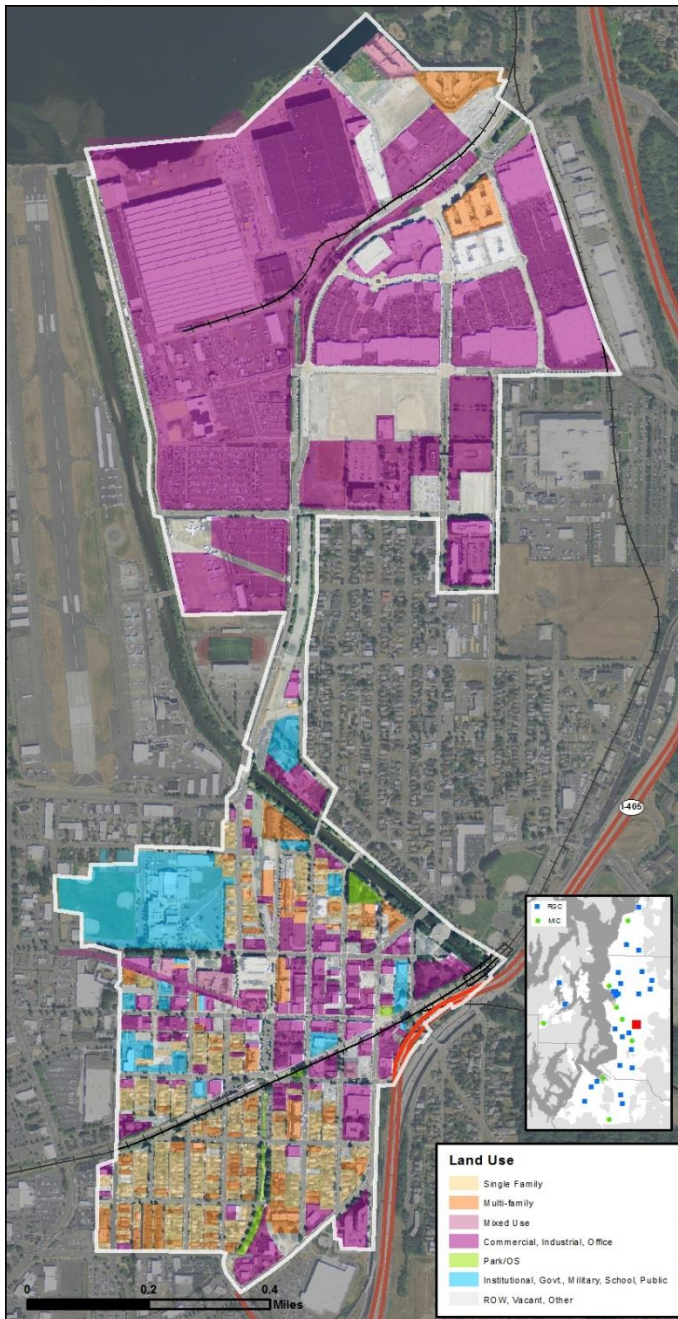 I-405
RGC
MIC
Land Use
Single Family
Multi-family
Mixed Use
Commercial, Industrial, Office
Park/OS
Institutional, Govt., Military, School, Public
ROW, Vacant, Other
0 0.2 0.4
Miles